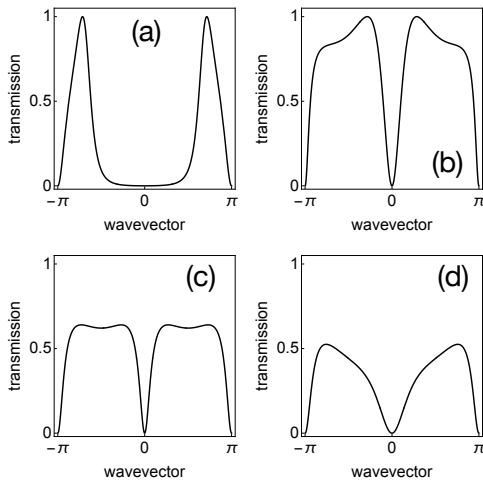 1
(a)
transmission
0.5
0
−π
0
π
wavevector
1
transmission
0.5
(b)
0
−π
0
π
wavevector
1
(c)
transmission
0.5
0
−π
0
π
wavevector
1
(d)
transmission
0.5
0
−π
0
π
wavevector